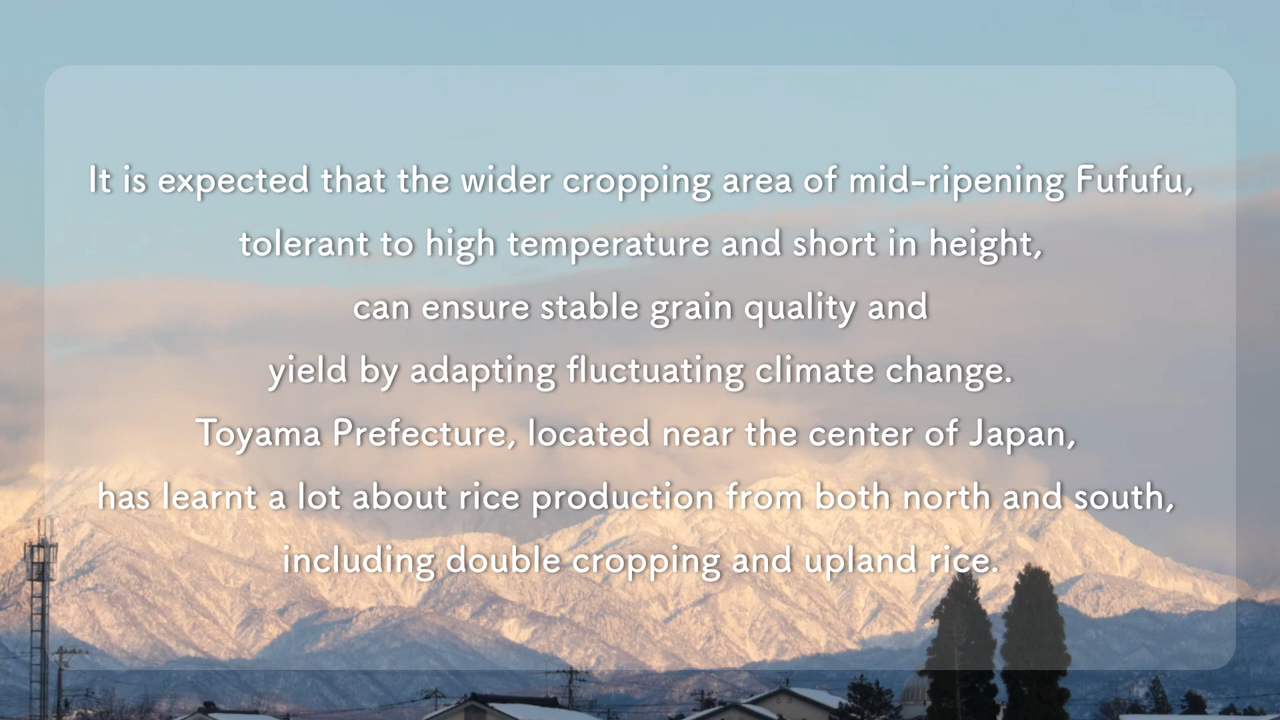 It is expected that the wider cropping area of mid-ripening Fufufu,
tolerant to high temperature and short in height,
can ensure stable grain quality and
yield by adapting fluctuating climate change.
Toyama Prefecture, located near the center of Japan,
has learnt a lot about rice production from both north and south,
including double cropping and upland rice.